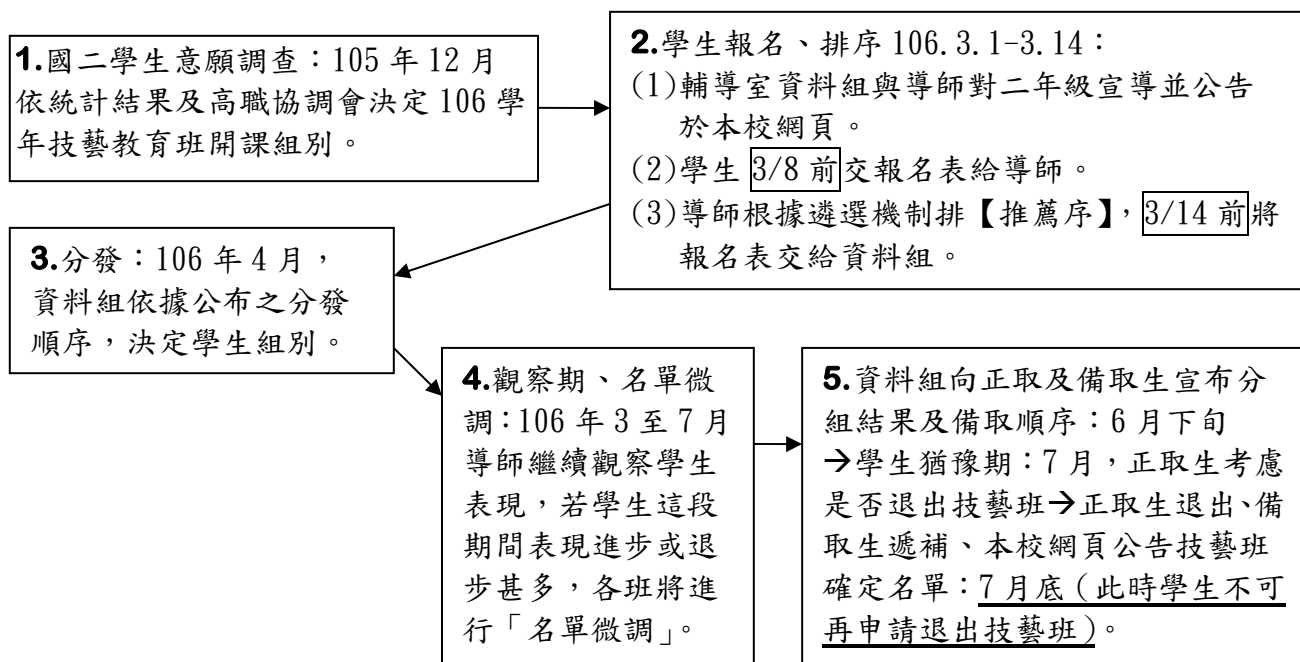 1.國二學生意願調查：105 年 12 月
依統計結果及高職協調會決定 106 學
年技藝教育班開課組別。
2.學生報名、排序 106.3.1-3.14：
(1)輔導室資料組與導師對二年級宣導並公告
於本校網頁。
(2)學生 3/8 前交報名表給導師。
(3)導師根據遴選機制排【推薦序】，3/14 前將
報名表交給資料組。
3.分發：106 年 4 月，
資料組依據公布之分發
順序，決定學生組別。
4.觀察期、名單微
調：106 年 3 至 7 月
導師繼續觀察學生
表現，若學生這段
期間表現進步或退
步甚多，各班將進
行「名單微調」。
5.資料組向正取及備取生宣布分
組結果及備取順序：6 月下旬
→學生猶豫期：7 月，正取生考慮
是否退出技藝班→正取生退出、備
取生遞補、本校網頁公告技藝班
確定名單：7 月底（此時學生不可
再申請退出技藝班）。